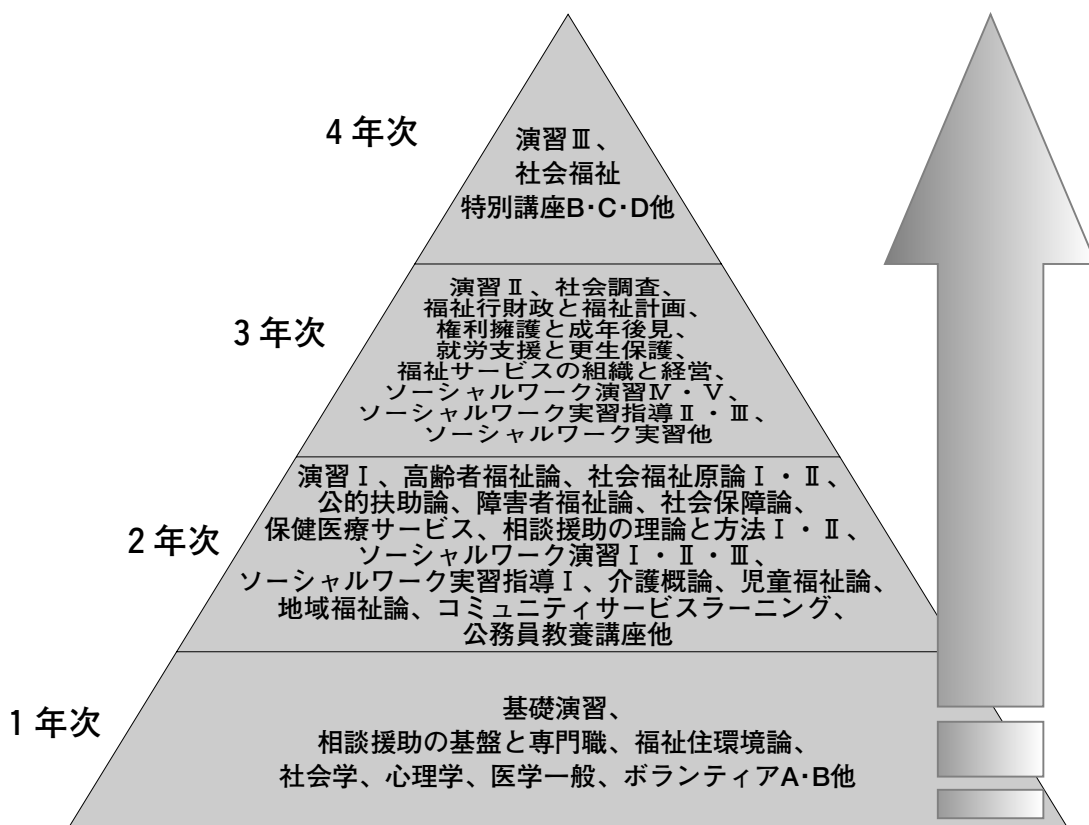 4年次
演習Ⅲ、
社会福祉
特別講座B・C・D他
3年次
演習Ⅱ、社会調査、
福祉行財政と福祉計画、
権利擁護と成年後見、
就労支援と更生保護、
福祉サービスの組織と経営、
ソーシャルワーク演習Ⅳ・Ⅴ、
ソーシャルワーク実習指導Ⅱ・Ⅲ、
ソーシャルワーク実習他
2年次
演習Ⅰ、高齢者福祉論、社会福祉原論Ⅰ・Ⅱ、
公的扶助論、障害者福祉論、社会保障論、
保健医療サービス、相談援助の理論と方法Ⅰ・Ⅱ、
ソーシャルワーク演習Ⅰ・Ⅱ・Ⅲ、
ソーシャルワーク実習指導Ⅰ、介護概論、児童福祉論、
地域福祉論、コミュニティサービスラーニング、
公務員教養講座他
1年次
基礎演習、
相談援助の基盤と専門職、福祉住環境論、
社会学、心理学、医学一般、ボランティアA・B他